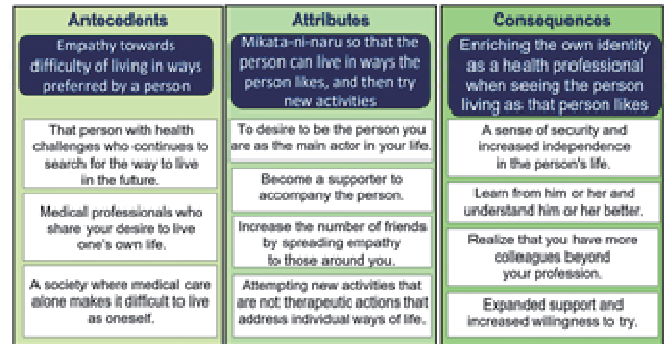 Antecedents
Empathy towards
difficulty of living in ways
preferred by a person
That person with health
challenges who continues to
search for the way to live
in the future.
Medical professionals who
share your desire to live
one's own life.
A society where medical care
alone makes it difficult to live
as oneself.
Attributes
Mikata-ni-naru so that the
person can live in ways the
person likes, and then try
new activities
To desire to be the person you
are as the main actor in your life.
Become a supporter to
accompany the person.
Increase the number of friends
by spreading empathy
to those around you.
Attempting new activities that
are not therapeutic actions that
address individual ways of life.
Consequences
Enriching the own identity
as a health professional
when seeing the person
living as that person likes
A sense of security and
increased independence
in the person's life.
Learn from him or her and
understand him or her better.
Realize that you have more
colleagues beyond
your profession.
Expanded support and
increased willingness to try.